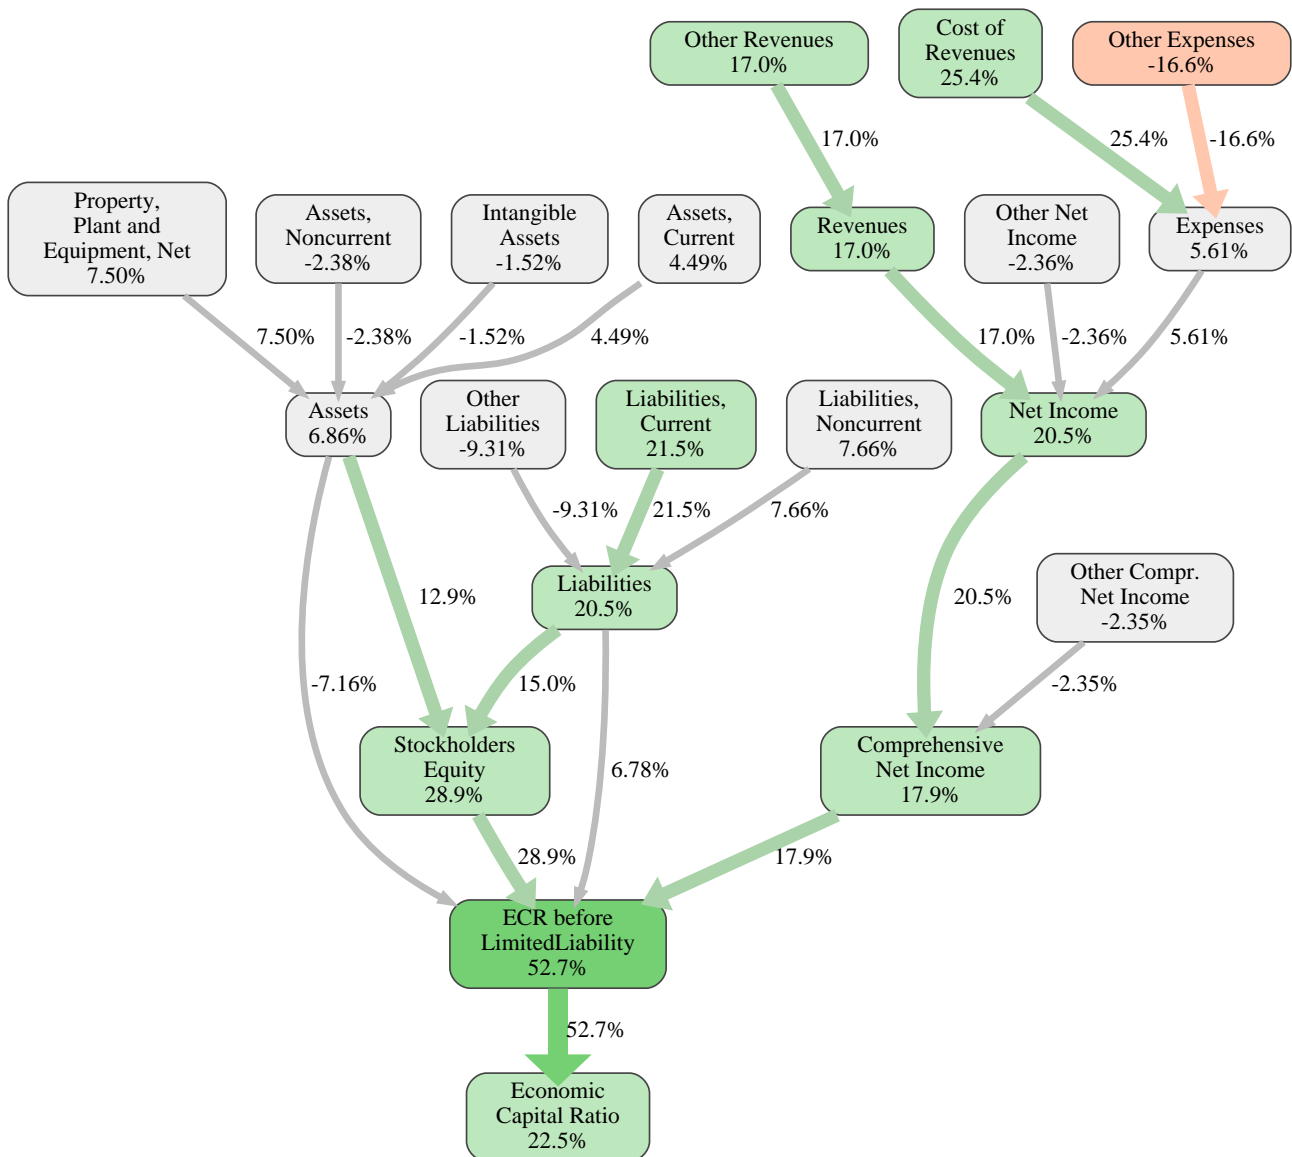 Other Revenues
17.0%
Cost of
Revenues
25.4%
Other Expenses
-16.6%
17.0%
25.4%
-16.6%
Property,
Plant and
Equipment, Net
7.50%
Assets,
Noncurrent
-2.38%
Intangible
Assets
-1.52%
Assets,
Current
4.49%
Revenues
17.0%
Other Net
Income
-2.36%
Expenses
5.61%
7.50%
-2.38%
-1.52%
4.49%
17.0%
-2.36%
5.61%
Assets
6.86%
Other
Liabilities
-9.31%
Liabilities,
Current
21.5%
Liabilities,
Noncurrent
7.66%
Net Income
20.5%
-9.31%
21.5%
7.66%
Liabilities
20.5%
Other Compr.
Net Income
-2.35%
12.9%
20.5%
-7.16%
15.0%
-2.35%
Stockholders
Equity
28.9%
6.78%
Comprehensive
Net Income
17.9%
28.9%
17.9%
ECR before
LimitedLiability
52.7%
52.7%
Economic
Capital Ratio
22.5%